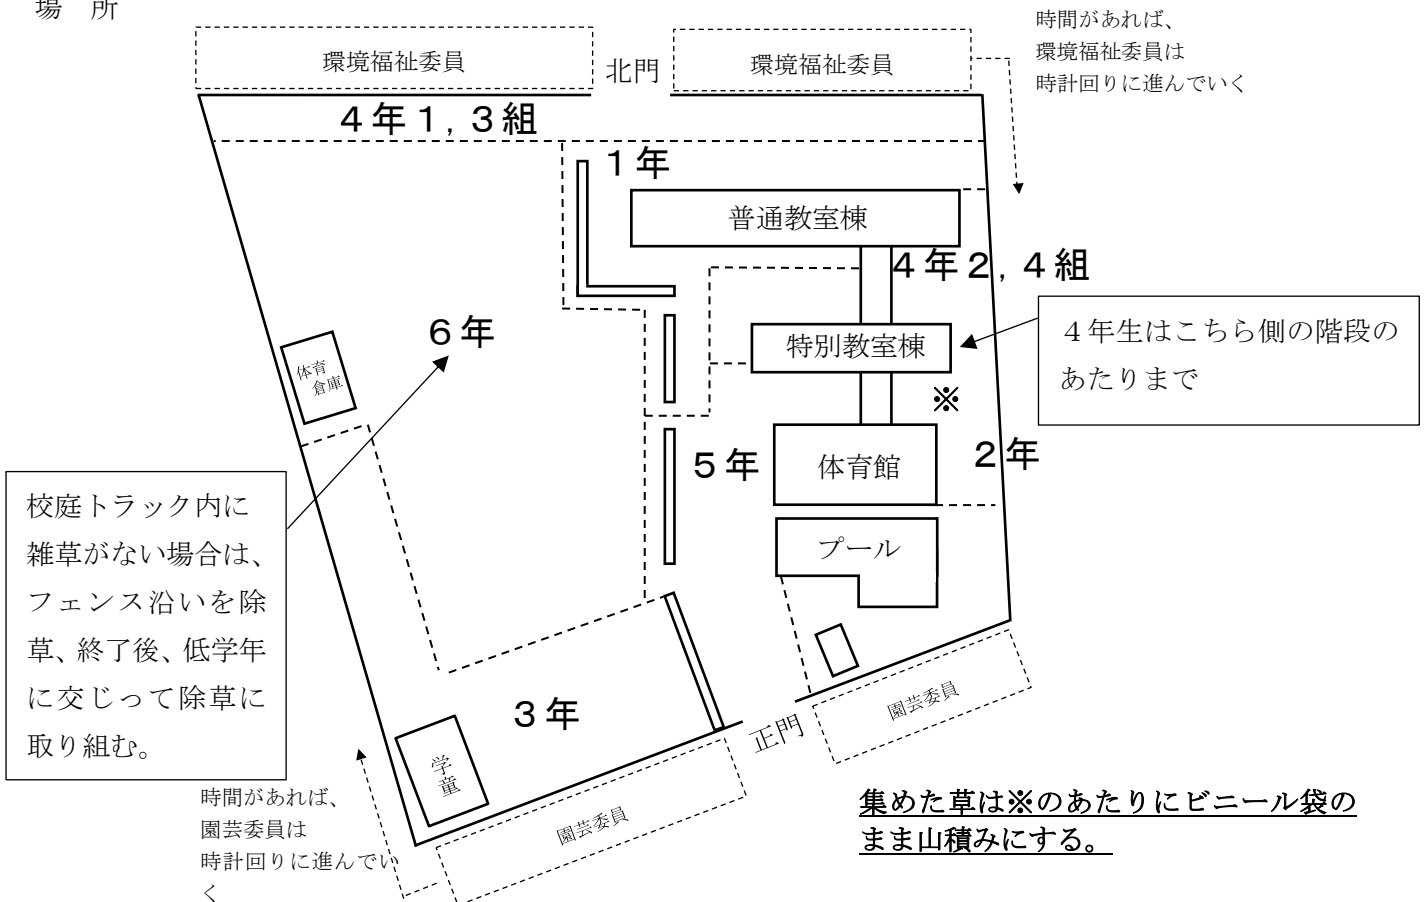 場　所
時間があれば、
環境福祉委員は
時計回りに進んでいく
環境福祉委員
北門
環境福祉委員
４年１，３組
１年
普通教室棟
４年２，４組
６年
特別教室棟
４年生はこちら側の階段の
あたりまで
体育
倉庫
※
５年
体育館
２年
校庭トラック内に
雑草がない場合は、
フェンス沿いを除
草、終了後、低学年
に交じって除草に
取り組む。
プール
３年
学童
正門
園芸委員
園芸委員
時間があれば、
園芸委員は
時計回りに進んでい
く
集めた草は※のあたりにビニール袋の
まま山積みにする。